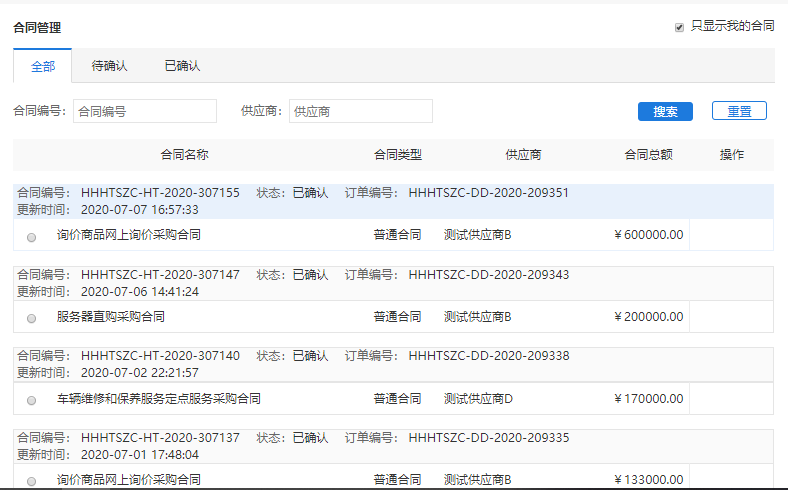 合同管理
只显示我的合同
全部 待确认 已确认
合同编号: 合同编号 供应商: 供应商 搜索 重置
合同名称 合同类型 供应商 合同总额 操作
合同编号: HHHTSZC-HT-2020-307155 状态: 已确认 订单编号: HHHTSZC-DD-2020-209351
更新时间: 2020-07-07 16:57:33
询价商品网上询价采购合同 普通合同 测试供应商B ¥600000.00
合同编号: HHHTSZC-HT-2020-307147 状态: 已确认 订单编号: HHHTSZC-DD-2020-209343
更新时间: 2020-07-06 14:41:24
服务器直购采购合同 普通合同 测试供应商B ¥200000.00
合同编号: HHHTSZC-HT-2020-307140 状态: 已确认 订单编号: HHHTSZC-DD-2020-209338
更新时间: 2020-07-02 22:21:57
车辆维修和保养服务定点服务采购合同 普通合同 测试供应商D ¥170000.00
合同编号: HHHTSZC-HT-2020-307137 状态: 已确认 订单编号: HHHTSZC-DD-2020-209335
更新时间: 2020-07-01 17:48:04
询价商品网上询价采购合同 普通合同 测试供应商B ¥133000.00